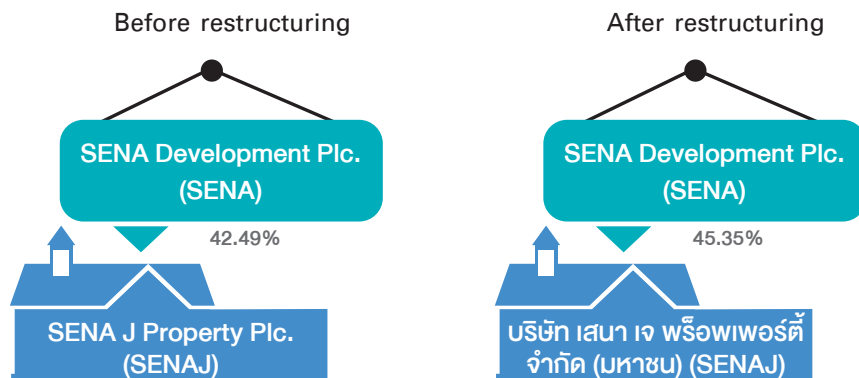 Before restructuring
SENA Development Plc.
(SENA)
42.49%
SENA J Property Plc.
(SENAJ)
After restructuring
SENA Development Plc.
(SENA)
45.35%
บริษัท เสนา เจ พร็อพเพอร์ตี้
จำกัด (มหาชน) (SENAJ)